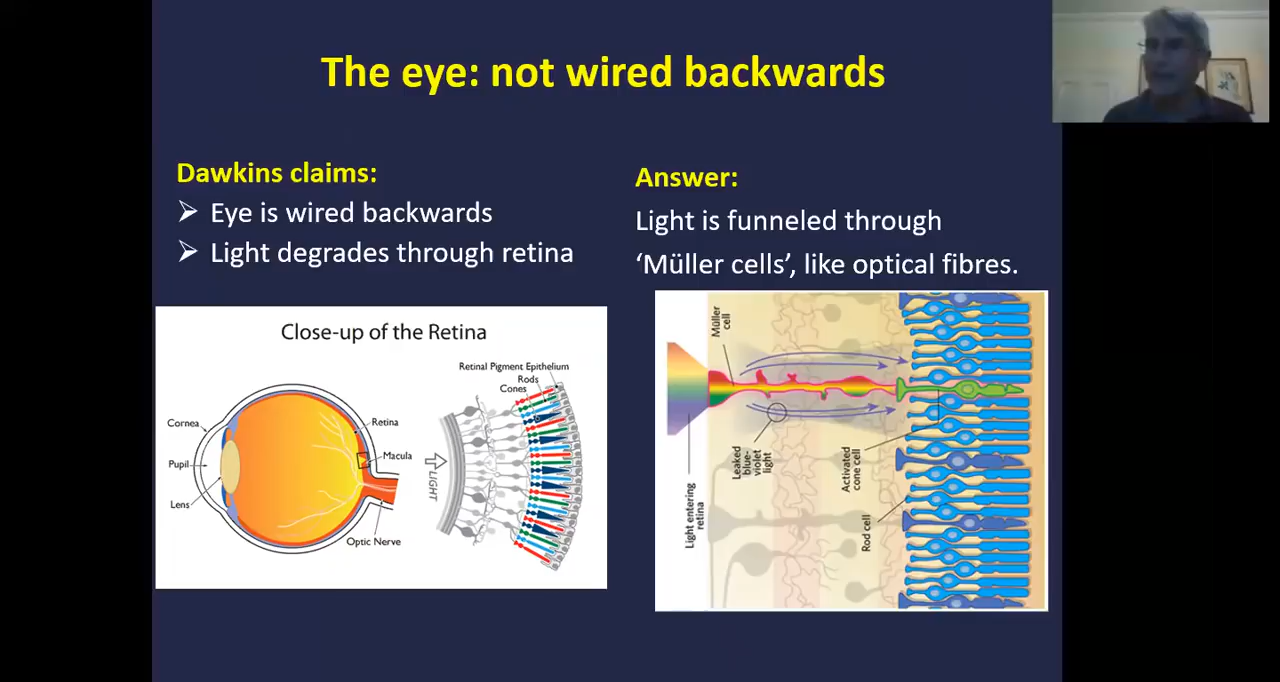 The eye: not wired backwards
Dawkins claims:
Eye is wired backwards
Light degrades through retina
Answer:
Light is funneled through
‘Müller cells’, like optical fibres.
Close-up of the Retina
Retinal Pigment Epithelium
Rods
Cones
Cornea
Pupil
Lens
Retina
Macula
Optic Nerve
LIGHT
Müller
cell
Light entering
retina
Leaked
blue-
violet
light
Activated
cone cell
Rod cell